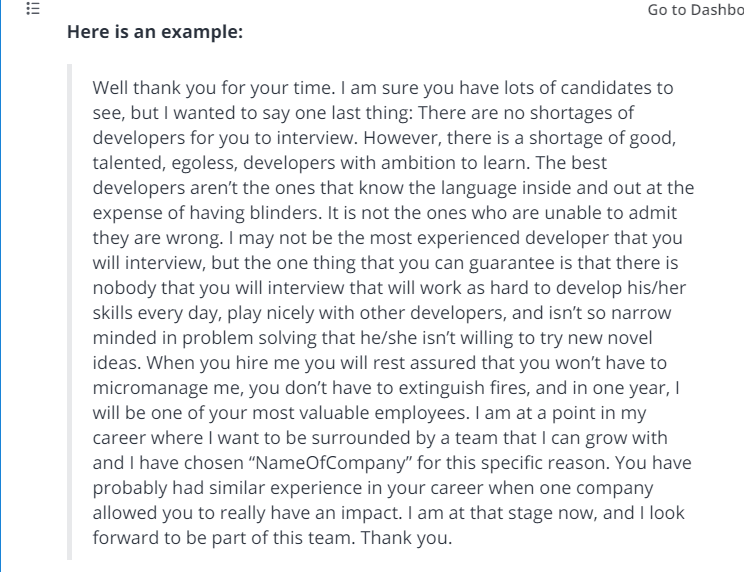 Go to Dashbo
Here is an example:
Well thank you for your time. I am sure you have lots of candidates to
see, but I wanted to say one last thing: There are no shortages of
developers for you to interview. However, there is a shortage of good,
talented, egoless, developers with ambition to learn. The best
developers aren’t the ones that know the language inside and out at the
expense of having blinders. It is not the ones who are unable to admit
they are wrong. I may not be the most experienced developer that you
will interview, but the one thing that you can guarantee is that there is
nobody that you will interview that will work as hard to develop his/her
skills every day, play nicely with other developers, and isn’t so narrow
minded in problem solving that he/she isn’t willing to try new novel
ideas. When you hire me you will rest assured that you won’t have to
micromanage me, you don’t have to extinguish fires, and in one year, I
will be one of your most valuable employees. I am at a point in my
career where I want to be surrounded by a team that I can grow with
and I have chosen “NameOfCompany” for this specific reason. You have
probably had similar experience in your career when one company
allowed you to really have an impact. I am at that stage now, and I look
forward to be part of this team. Thank you.